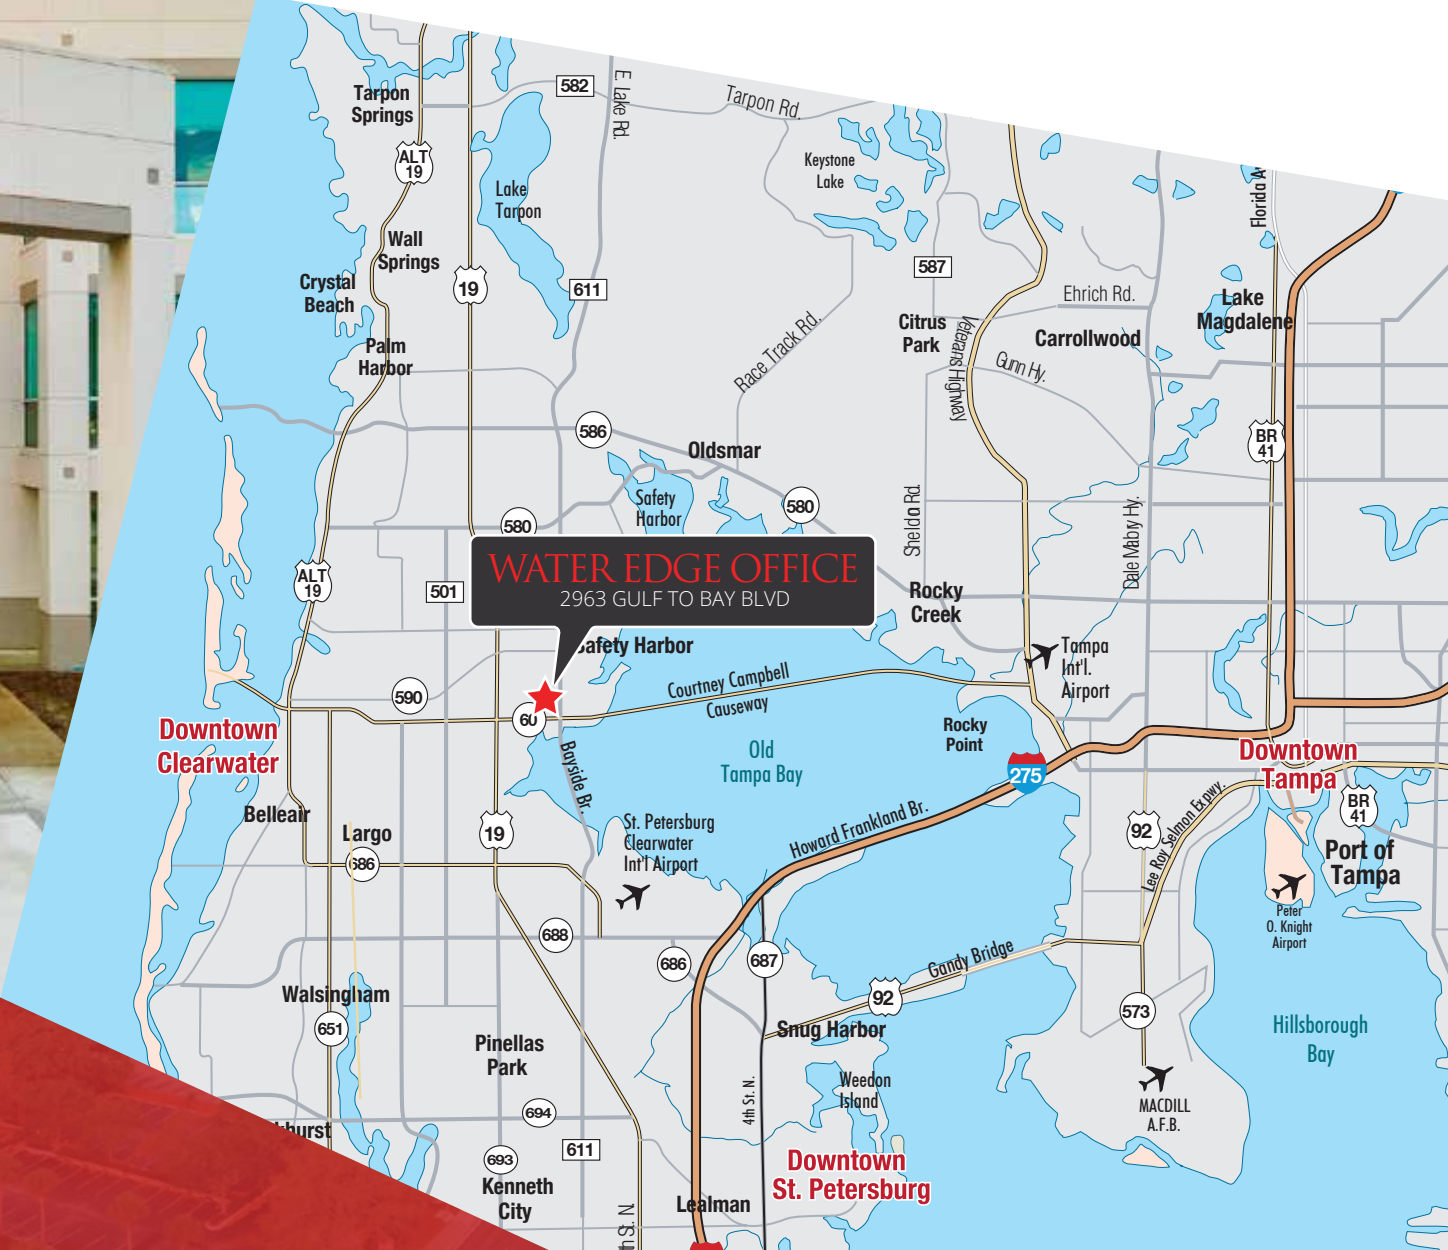 582
E. Lake Rd.
Tarpon Rd.
Tarpon
Springs
ALT
19
Keystone
Lake
Lake
Tarpon
Wall
Springs
Crystal
Beach
19
611
587
Ehrich Rd.
Lake
Magdalene
Citrus
Park
Veterans Highway
Carrollwood
Gunn Hy.
Palm
Harbor
Race Track Rd.
586
Oldsmar
BR
41
Safety
Harbor
580
580
Shelda Rd.
Dale Mabry Hy.
WATER EDGE OFFICE
2963 GULF TO BAY BLVD
ALT
19
501
Rocky
Creek
Safety Harbor
Tampa
Int'l.
Airport
590
60
Courtney Campbell
Causeway
Downtown
Clearwater
Rocky
Point
Old
Tampa Bay
Bayside Br.
275
Downtown
Tampa
Belleair
Largo
686
19
St. Petersburg
Clearwater
Int'l Airport
Howard Frankland Br.
92
Lee Roy Selmon Expwy.
BR
41
Port of
Tampa
Peter
O. Knight
Airport
688
686
687
Gandy Bridge
92
573
Walsingham
651
Snug Harbor
Hillsborough
Bay
Pinellas
Park
Weedon
Island
4th St. N.
MACDILL
A.F.B.
694
693
611
Kenneth
City
Downtown
St. Petersburg
Lealman